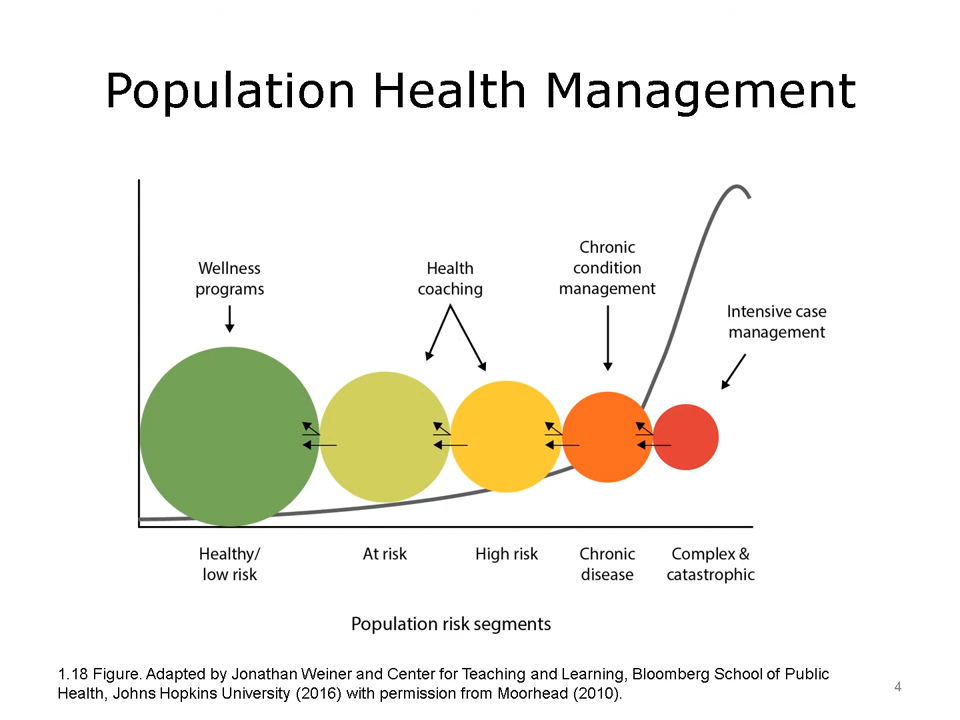 Population Health Management
Wellness
programs
Health
coaching
Chronic
condition
management
Intensive case
management
Healthy/
low risk
At risk
High risk
Chronic
disease
Complex &
catastrophic
Population risk segments
1.18 Figure. Adapted by Jonathan Weiner and Center for Teaching and Learning, Bloomberg School of Public
Health, Johns Hopkins University (2016) with permission from Moorhead (2010).
4